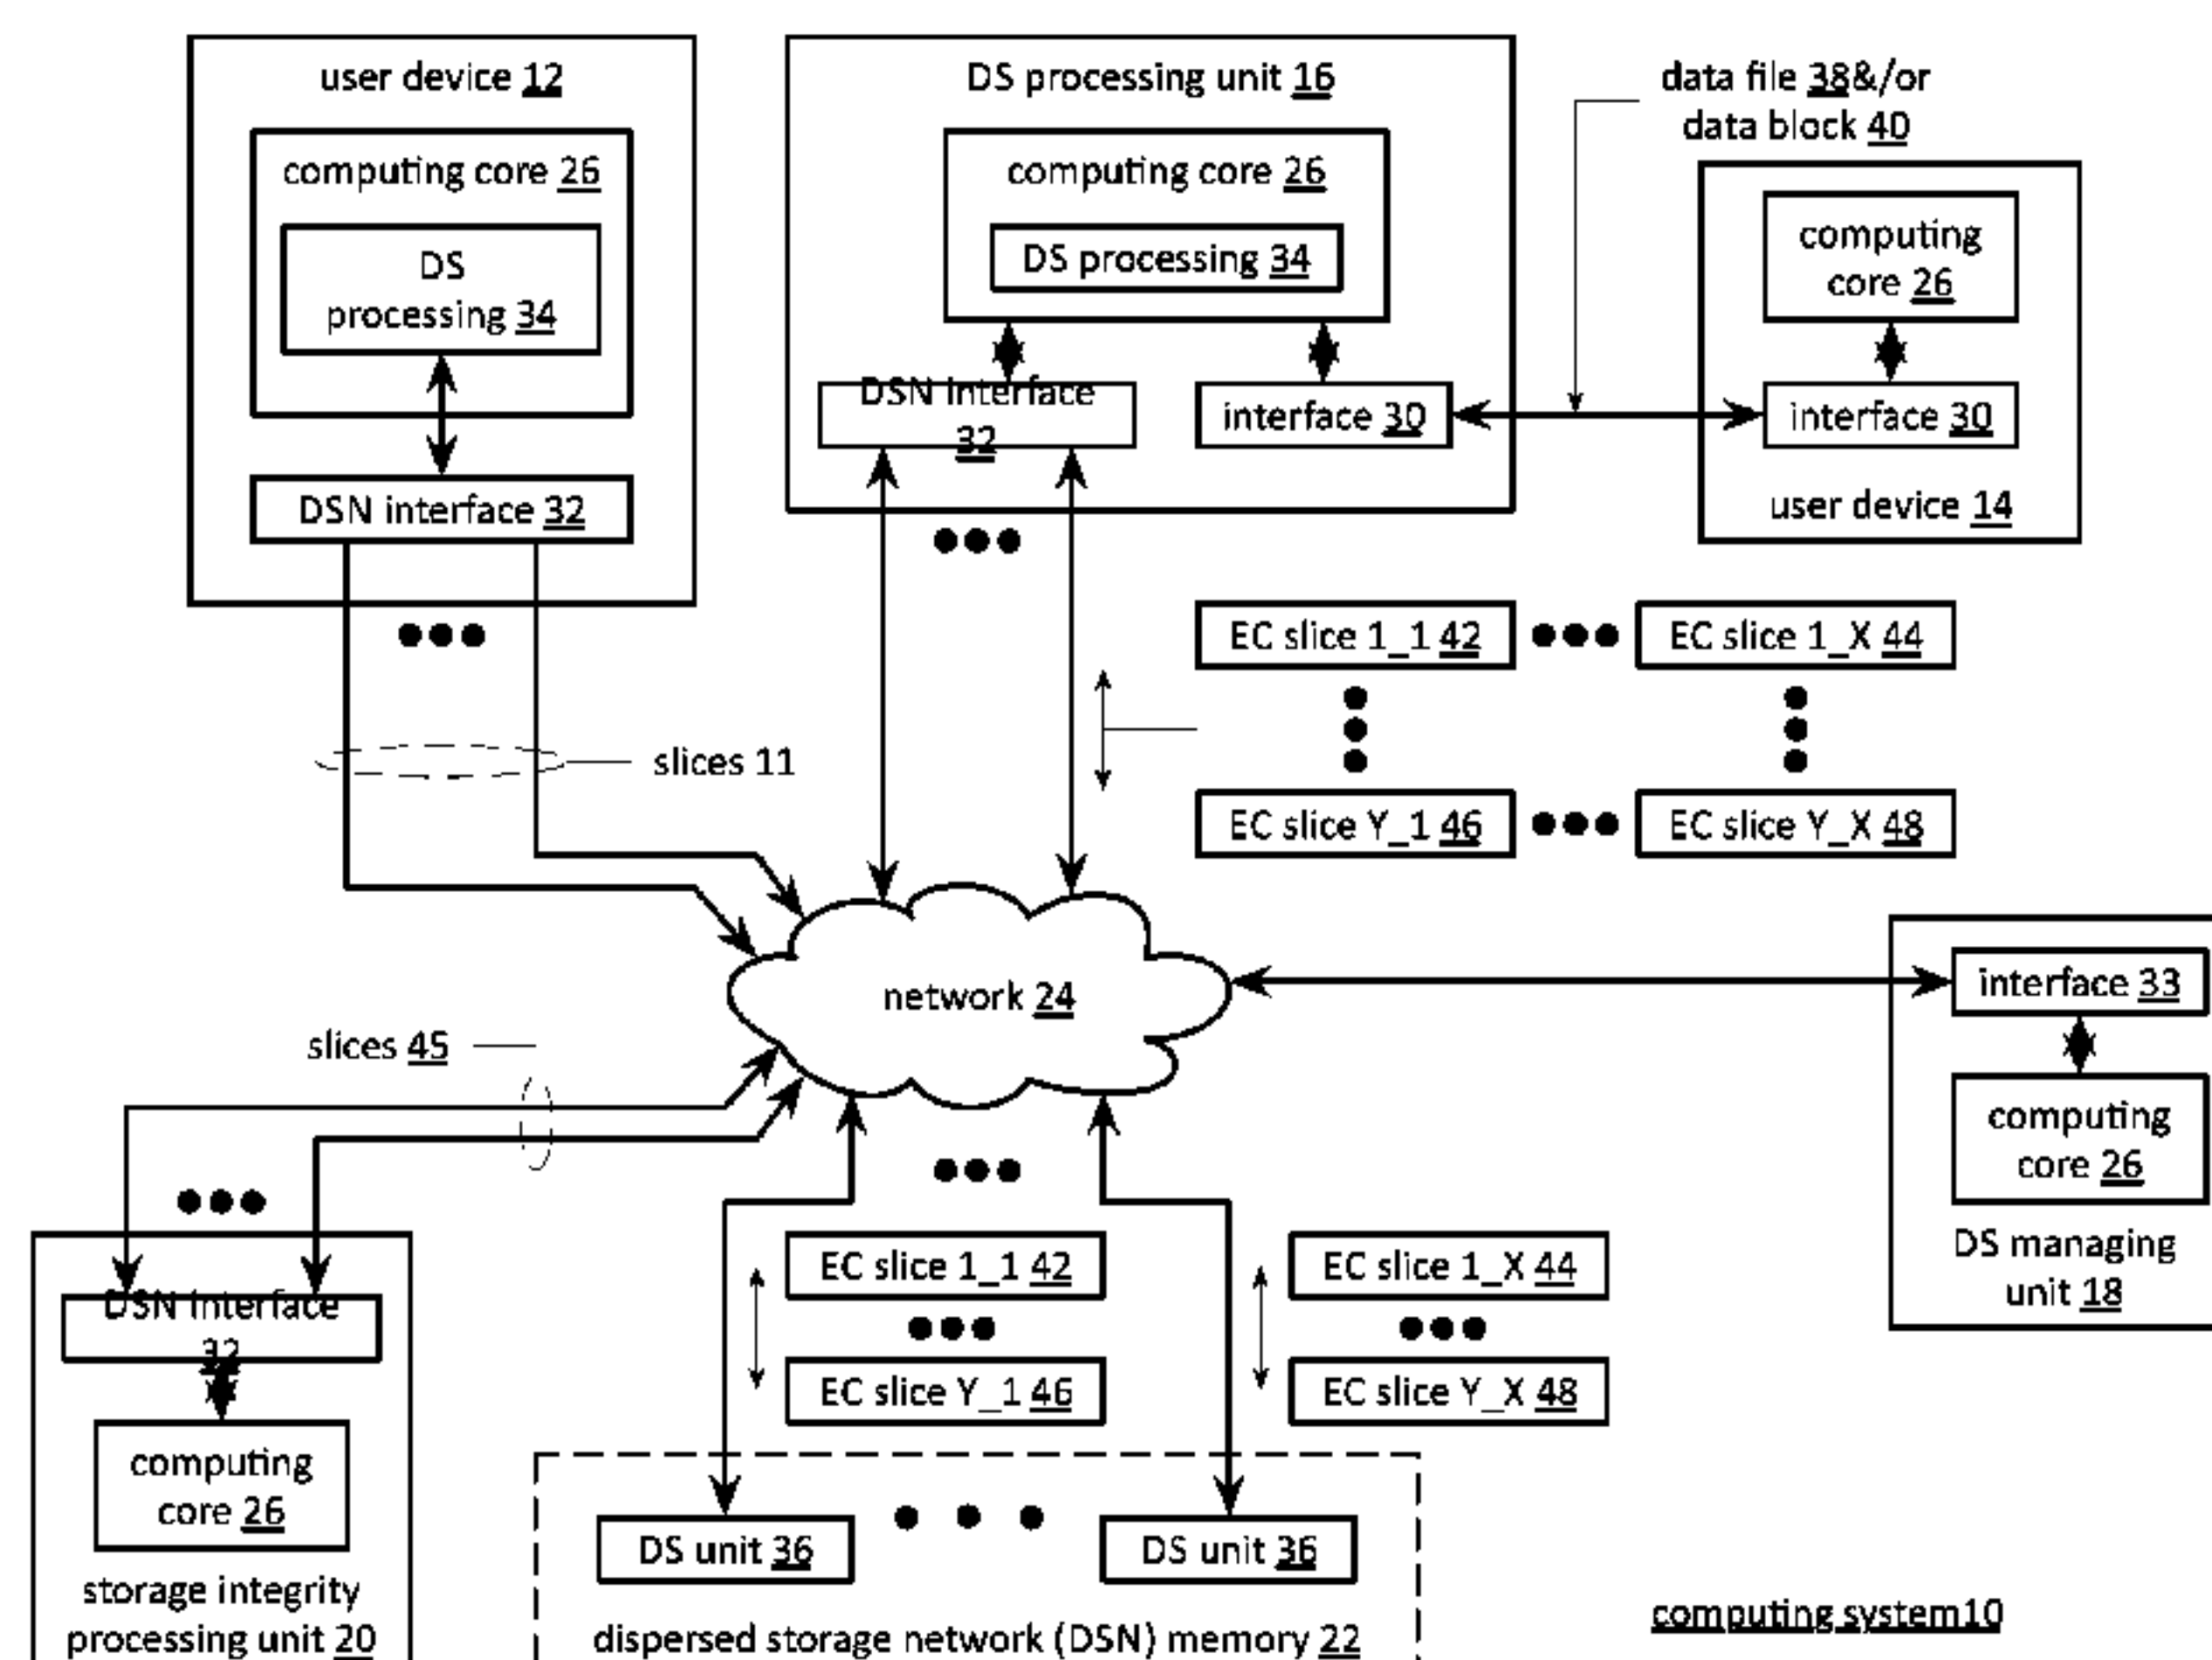 user device 12
computing core 26
DS
processing 34
DSN interface 32
DS processing unit 16
computing core 26
DS processing 34
DSN interface
32
interface 30
data file 38&/or
data block 40
computing
core 26
interface 30
user device 14
EC slice 1_1 42
EC slice 1_X 44
EC slice Y_1 46
EC slice Y_X 48
slices 11
network 24
interface 33
computing
core 26
DS managing
unit 18
slices 45
DSN interface
32
computing
core 26
storage integrity
processing unit 20
EC slice 1_1 42
EC slice Y_1 46
EC slice 1_X 44
EC slice Y_X 48
DS unit 36
DS unit 36
dispersed storage network (DSN) memory 22
computing system10